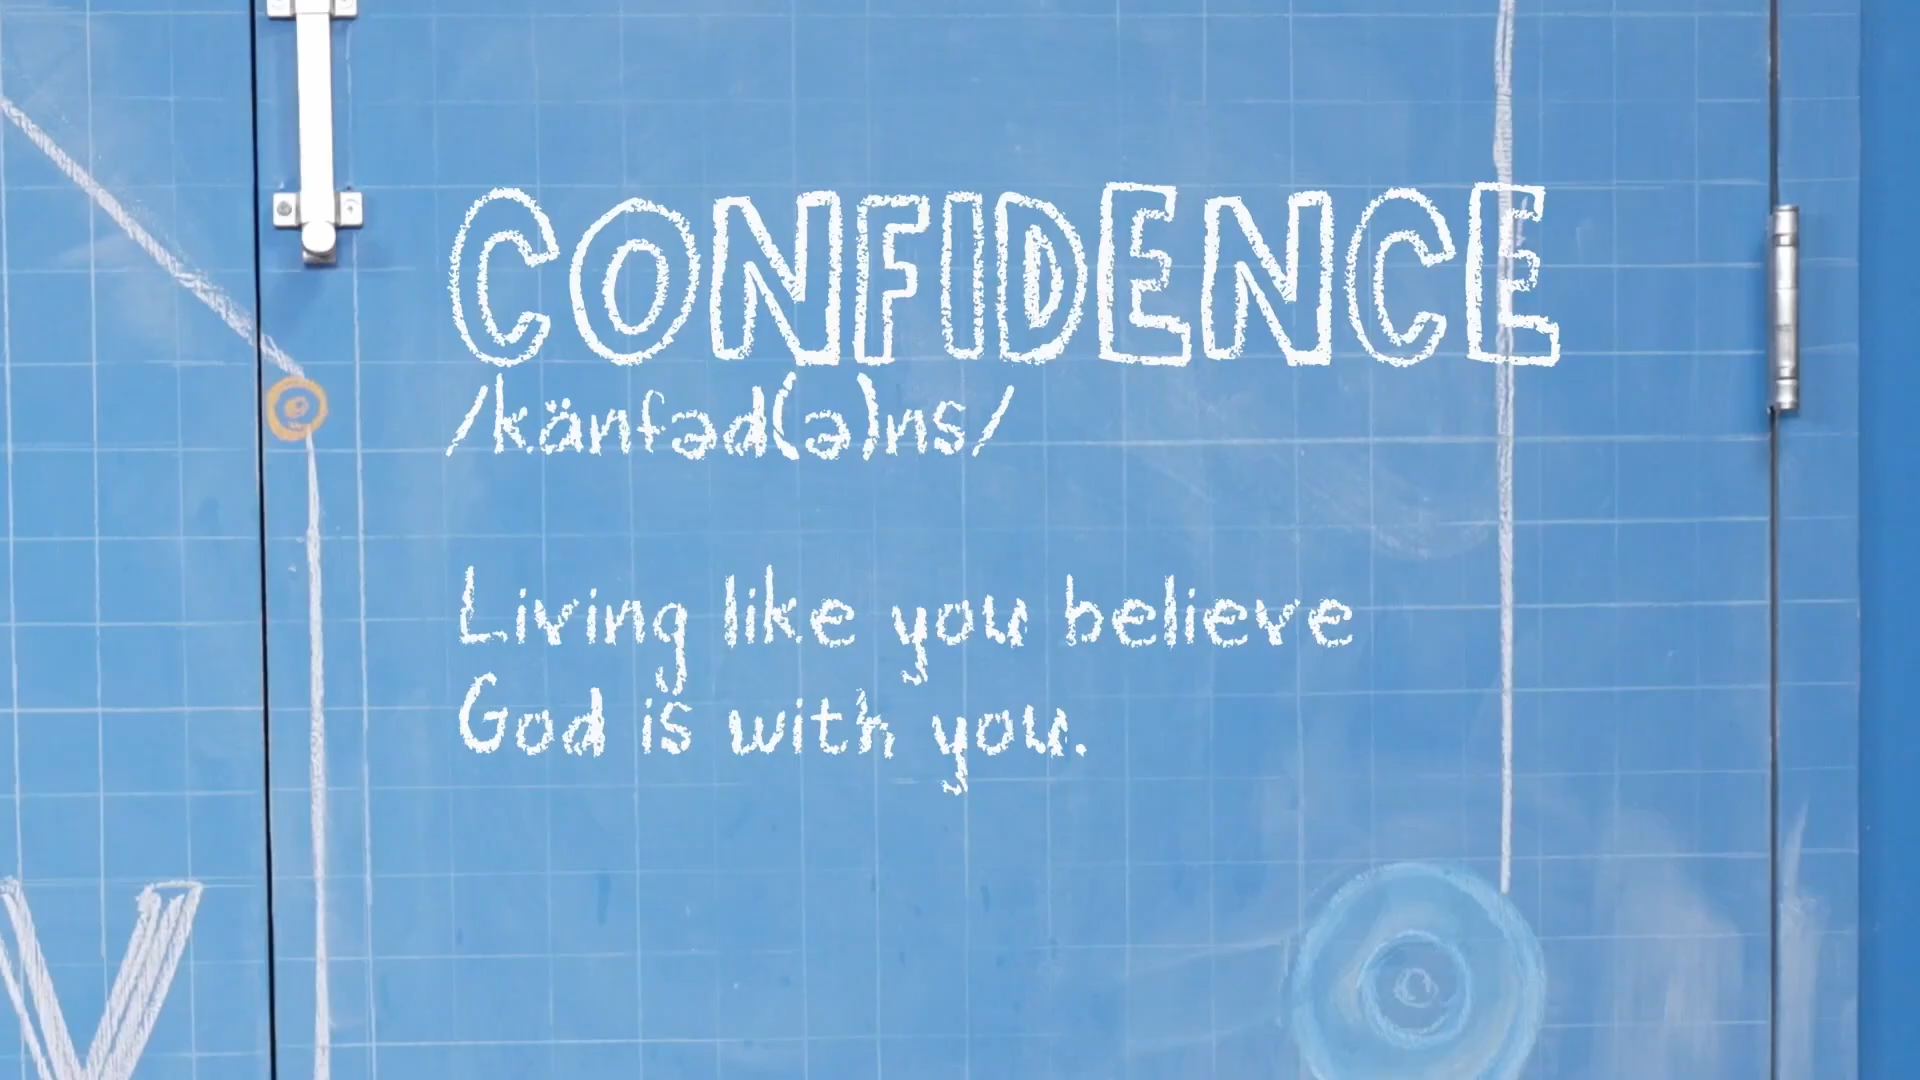 CONFIDENCE
/känfəd(ə)ns/
Living like you believe
God is with you.